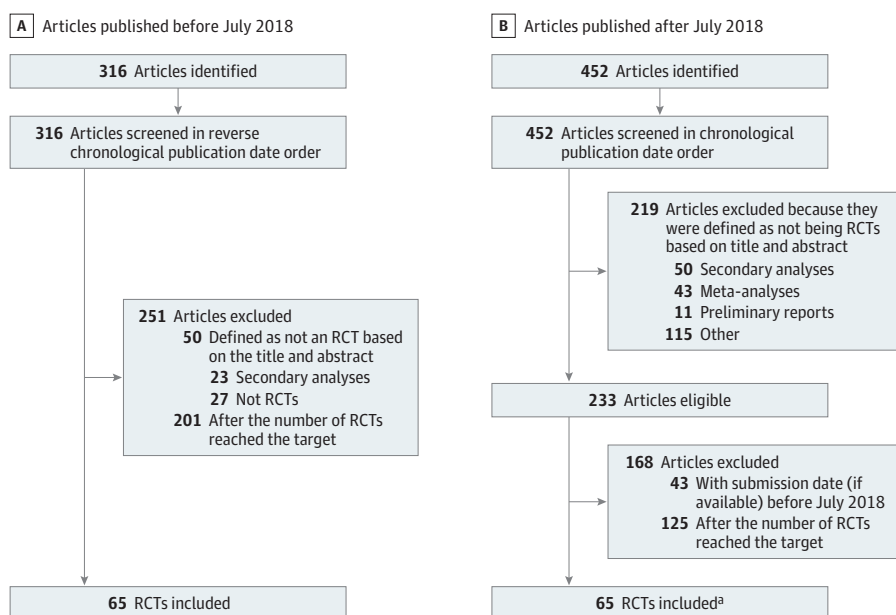 A Articles published before July 2018
316 Articles identified
316 Articles screened in reverse
chronological publication date order
251 Articles excluded
50 Defined as not an RCT based
on the title and abstract
23 Secondary analyses
27 Not RCTs
201 After the number of RCTs
reached the target
65 RCTs included
B Articles published after July 2018
452 Articles identified
452 Articles screened in chronological
publication date order
219 Articles excluded because they
were defined as not being RCTs
based on title and abstract
50 Secondary analyses
43 Meta-analyses
11 Preliminary reports
115 Other
233 Articles eligible
168 Articles excluded
43 With submission date (if
available) before July 2018
125 After the number of RCTs
reached the target
65 RCTs includedᵃ